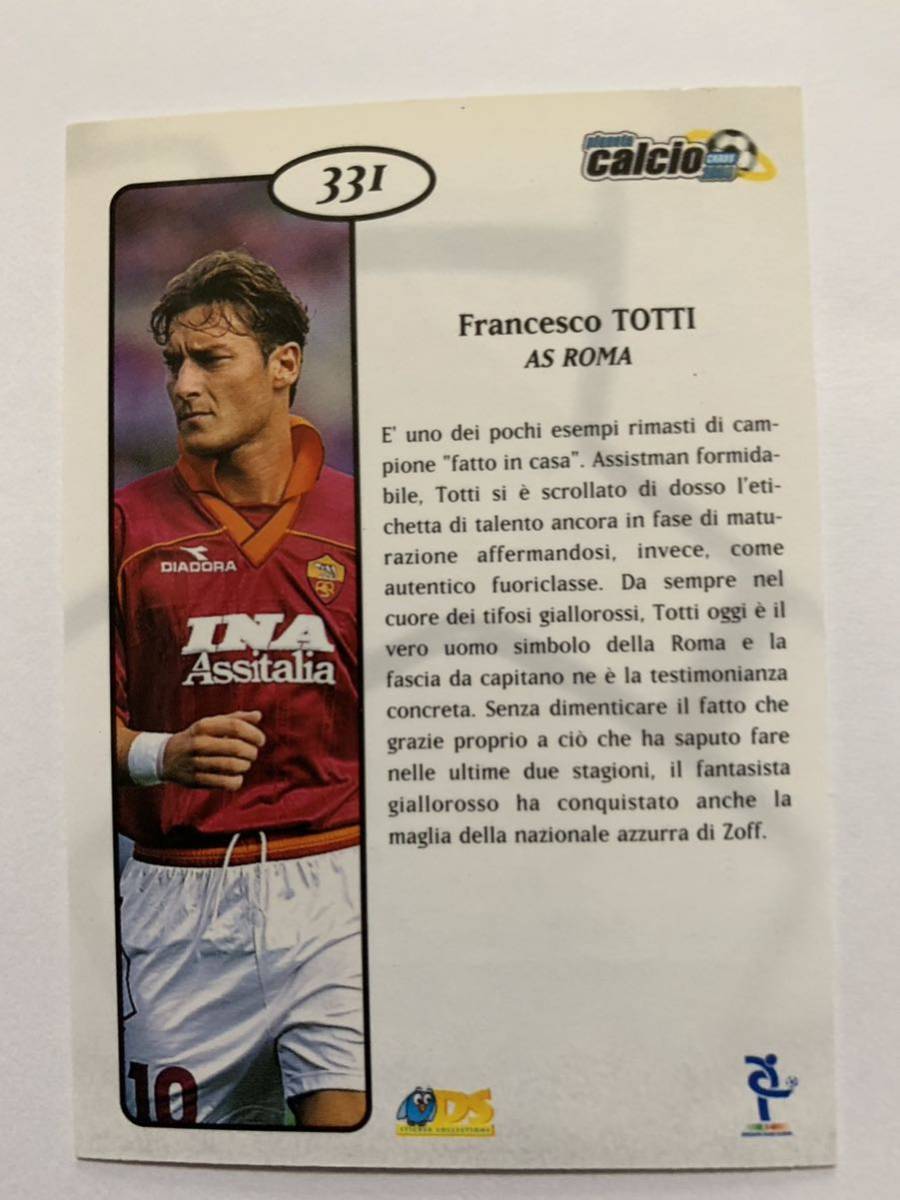 331
pianeta
calcio
CARDS
Francesco TOTTI
AS ROMA
E' uno dei pochi esempi rimasti di cam-
pione "fatto in casa". Assistman formida-
bile, Totti si è scrollato di dosso l'eti-
chetta di talento ancora in fase di matu-
razione affermandosi, invece, come
autentico fuoriclasse. Da sempre nel
cuore dei tifosi giallorossi, Totti oggi è il
vero uomo simbolo della Roma e la
fascia da capitano ne è la testimonianza
concreta. Senza dimenticare il fatto che
grazie proprio a ciò che ha saputo fare
nelle ultime due stagioni, il fantasista
giallorosso ha conquistato anche la
maglia della nazionale azzurra di Zoff.
DIADORA
INA
Assitalia
10
DS
STICKER COLLECTIONS